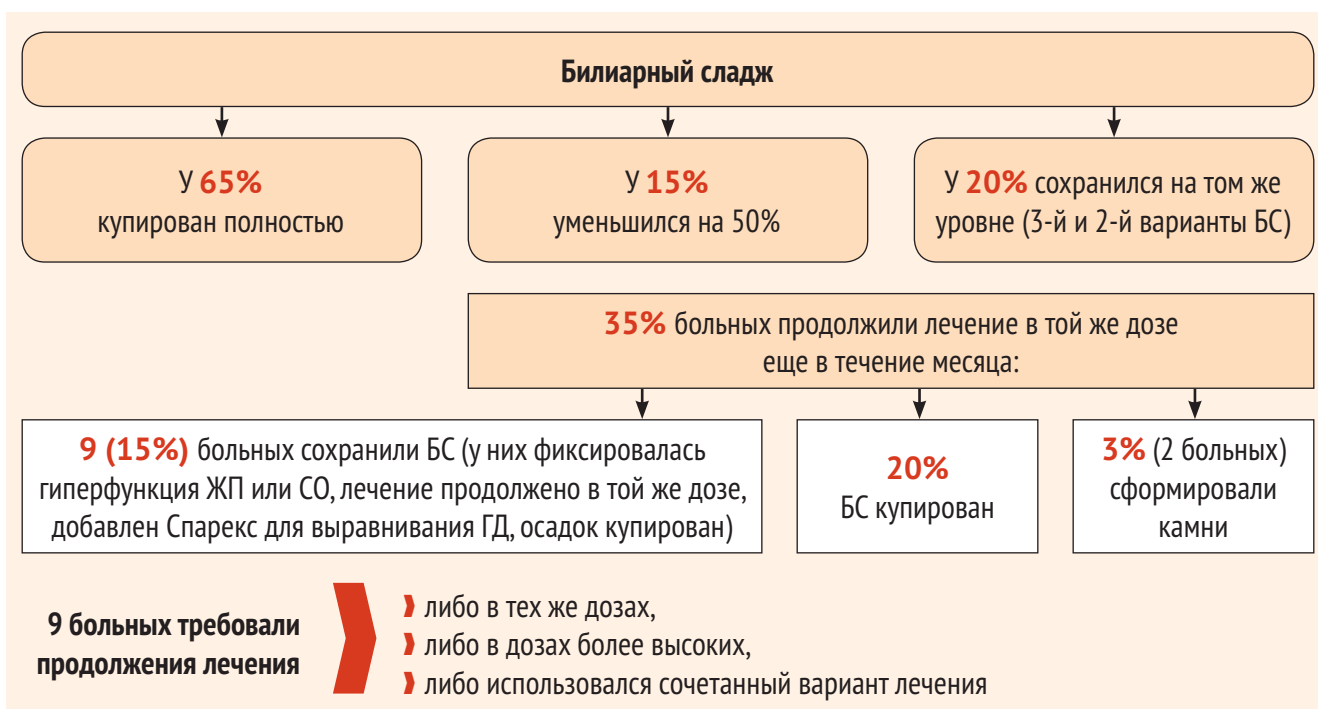 Билиарный сладж
У 65%
купирован полностью
У 15%
уменьшился на 50%
У 20% сохранился на том же
уровне (3-й и 2-й варианты БС)
35% больных продолжили лечение в той же дозе
еще в течение месяца:
9 (15%) больных сохранили БС (у них фиксировалась
гиперфункция ЖП или СО, лечение продолжено в той же дозе,
добавлен Спарекс для выравнивания ГД, осадок купирован)
20%
БС купирован
3% (2 больных)
сформировали
камни
9 больных требовали
продолжения лечения
либо в тех же дозах,
либо в дозах более высоких,
либо использовался сочетанный вариант лечения